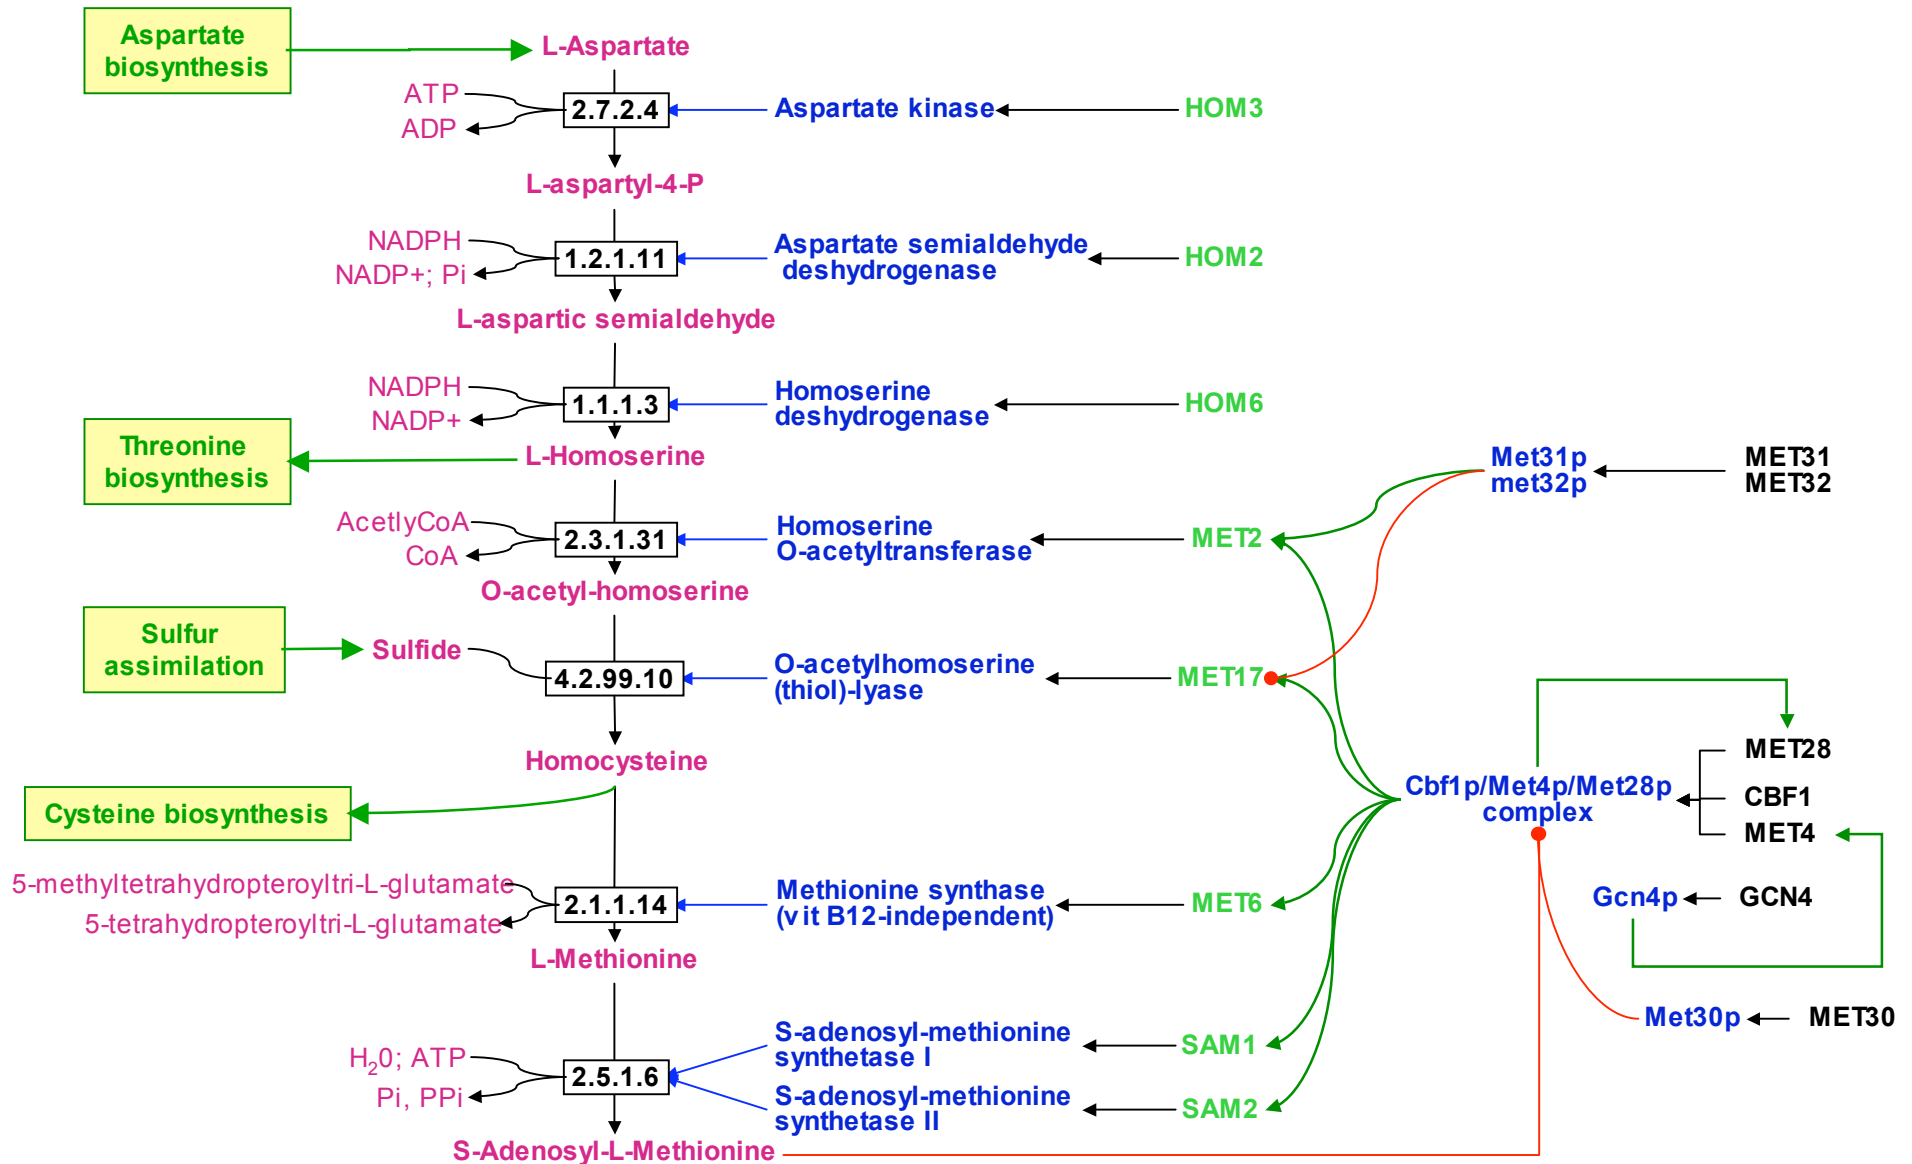 Aspartate
biosynthesis
L-Aspartate
ATP
ADP
2.7.2.4
Aspartate kinase
HOM3
L-aspartyl-4-P
NADPH
NADP+; Pi
1.2.1.11
Aspartate semialdehyde
deshydrogenase
HOM2
L-aspartic semialdehyde
NADPH
NADP+
1.1.1.3
Homoserine
deshydrogenase
HOM6
Threonine
biosynthesis
L-Homoserine
Met31p
met32p
MET31
MET32
AcetlyCoA
CoA
2.3.1.31
Homoserine
O-acetyltransferase
MET2
O-acetyl-homoserine
Sulfur
assimilation
Sulfide
4.2.99.10
O-acetylhomoserine
(thiol)-lyase
MET17
Homocysteine
Cbf1p/Met4p/Met28p
complex
MET28
CBF1
MET4
Cysteine biosynthesis
5-methyltetrahydropteroyltri-L-glutamate
5-tetrahydropteroyltri-L-glutamate
2.1.1.14
Methionine synthase
(vit B12-independent)
MET6
Gcn4p
GCN4
L-Methionine
Met30p
MET30
H20; ATP
Pi, PPi
2.5.1.6
S-adenosyl-methionine
synthetase I
SAM1
S-adenosyl-methionine
synthetase II
SAM2
S-Adenosyl-L-Methionine